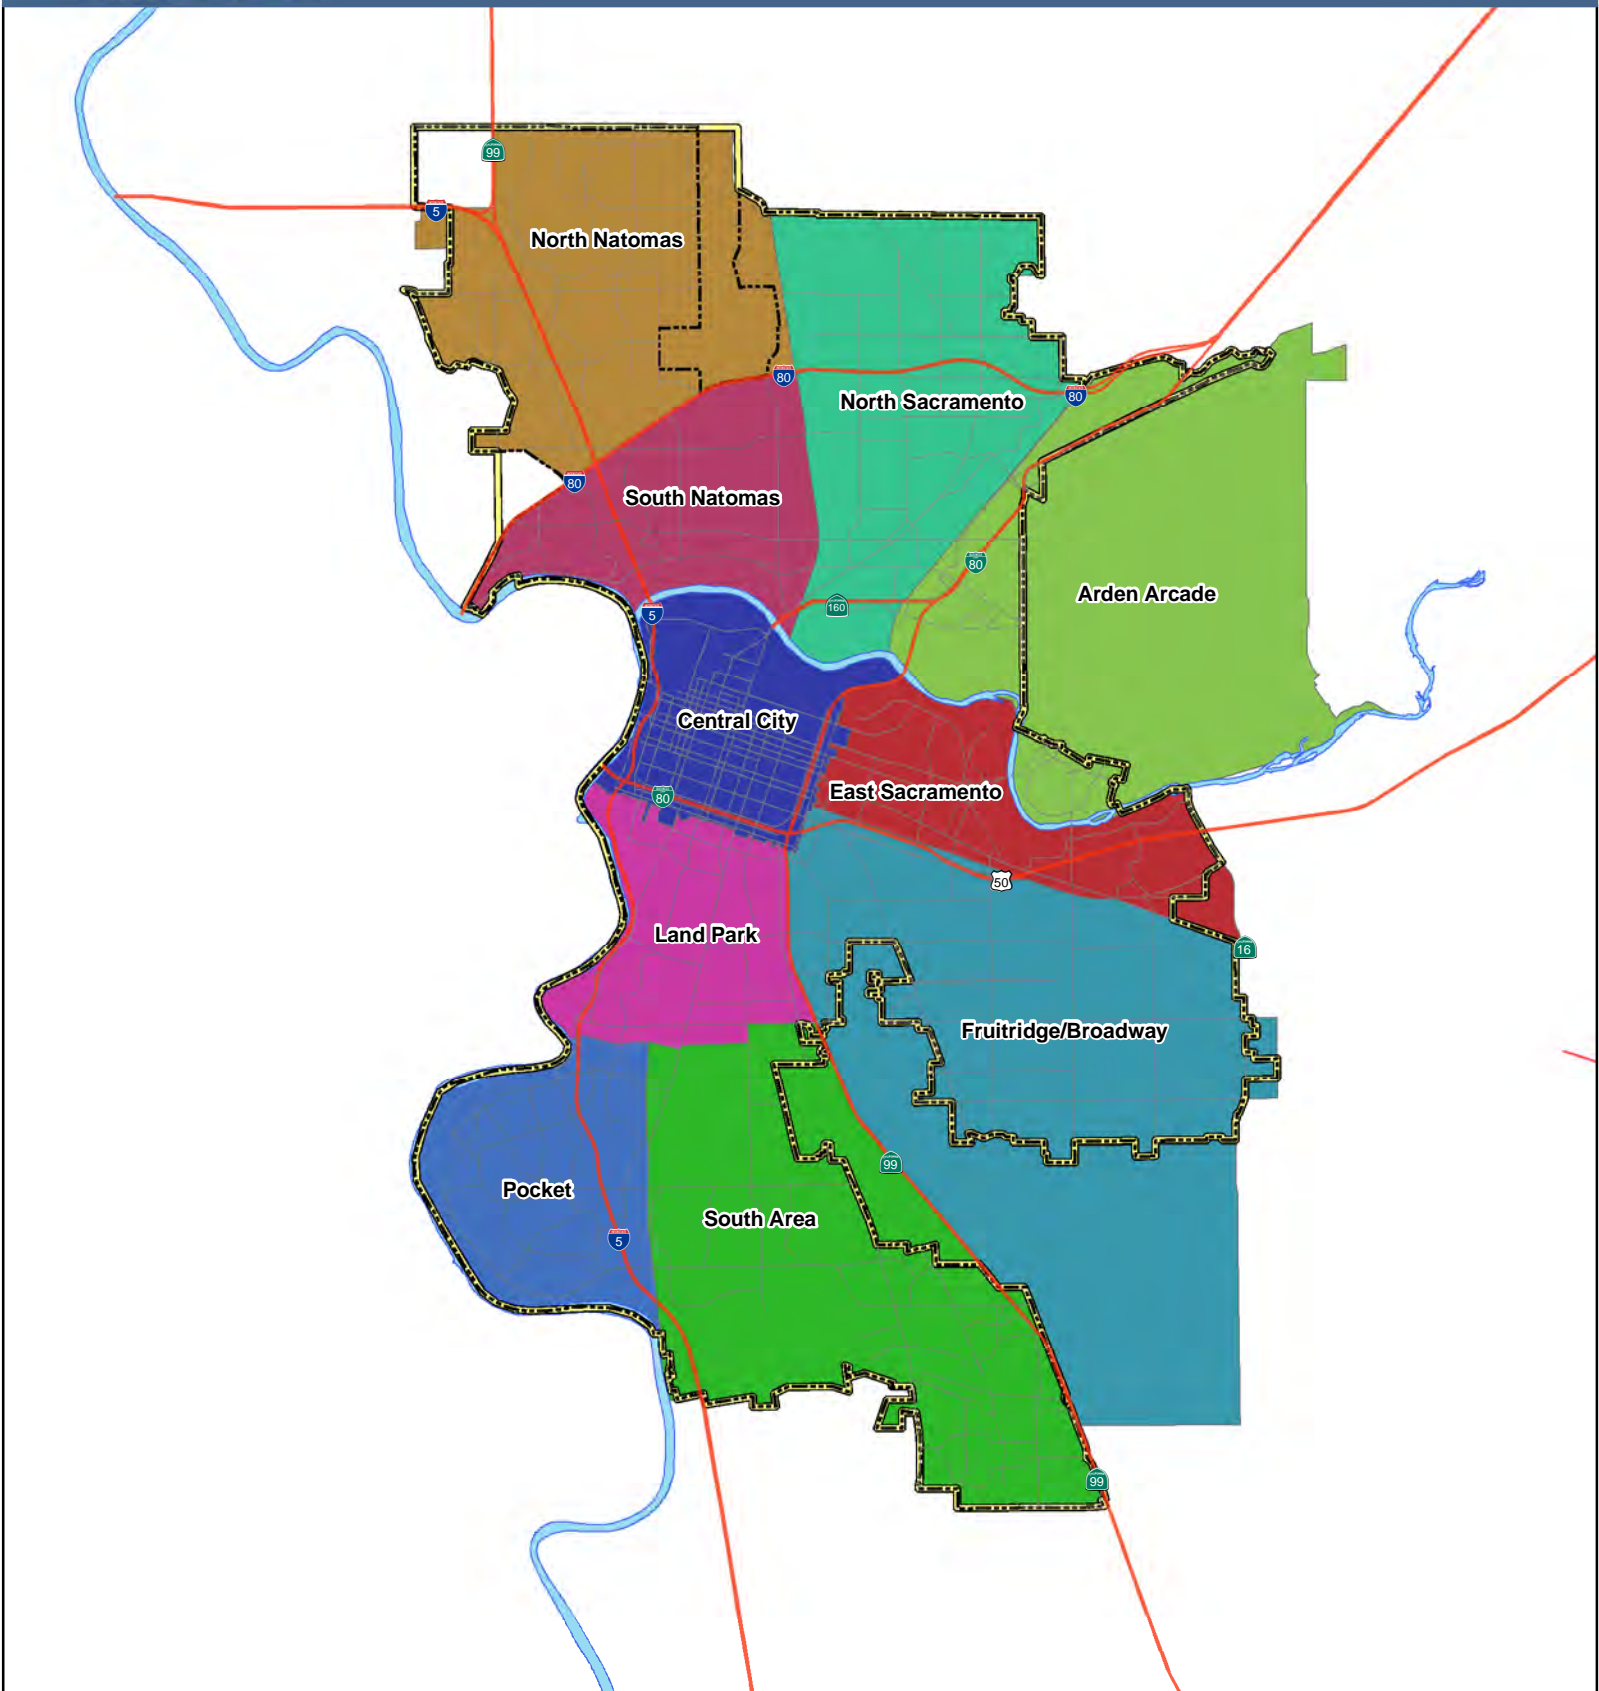 99
5
North Natomas
80
80
North Sacramento
80
South Natomas
80
Arden Arcade
160
5
Central City
East Sacramento
80
50
Land Park
16
Fruitridge/Broadway
99
Pocket
South Area
5
99